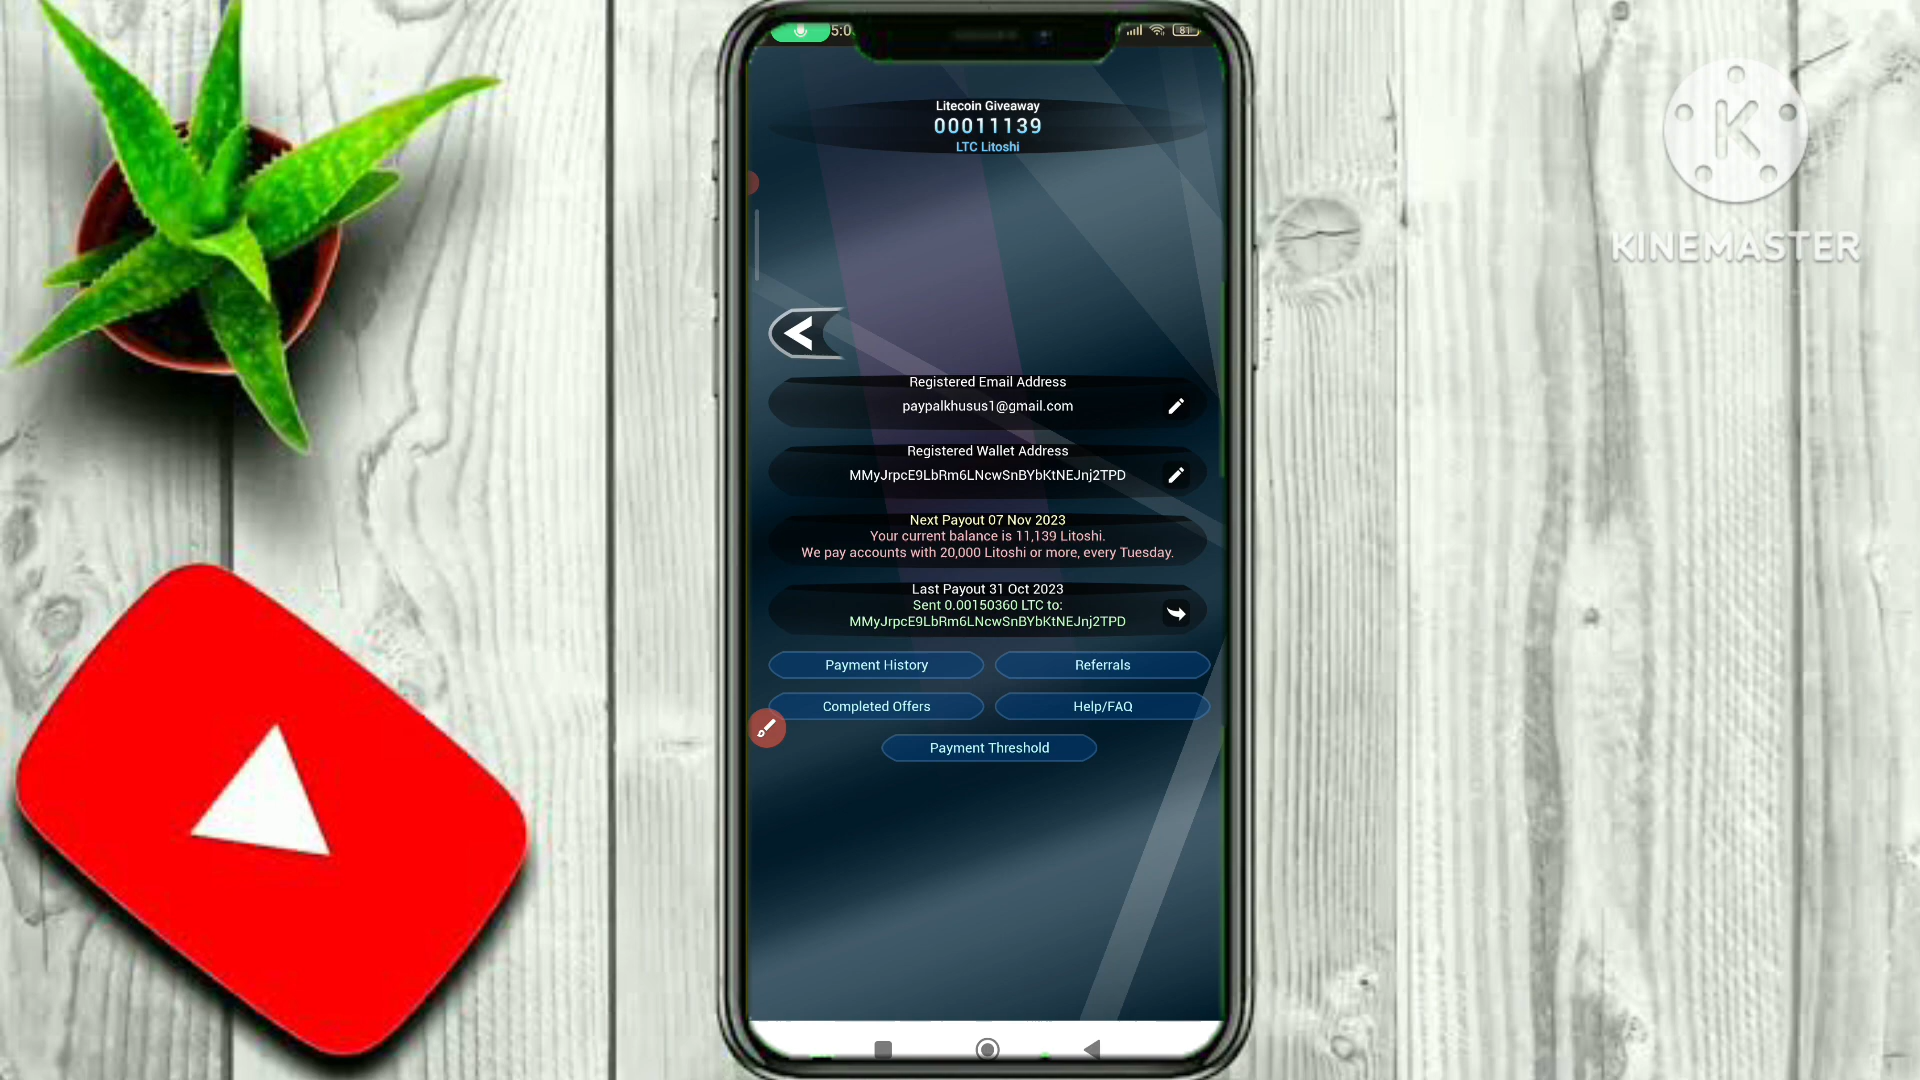 5:0
81
Litecoin Giveaway
00011139
LTC Litoshi
Registered Email Address
paypalkhusus1@gmail.com
Registered Wallet Address
MMyJrpcE9LbRm6LNcwSnBYbKtNEJnj2TPD
Next Payout 07 Nov 2023
Your current balance is 11,139 Litoshi.
We pay accounts with 20,000 Litoshi or more, every Tuesday.
Last Payout 31 Oct 2023
Sent 0.00150360 LTC to:
MMyJrpcE9LbRm6LNcwSnBYbKtNEJnj2TPD
Payment History
Referrals
Completed Offers
Help/FAQ
Payment Threshold
K
KINEMASTER